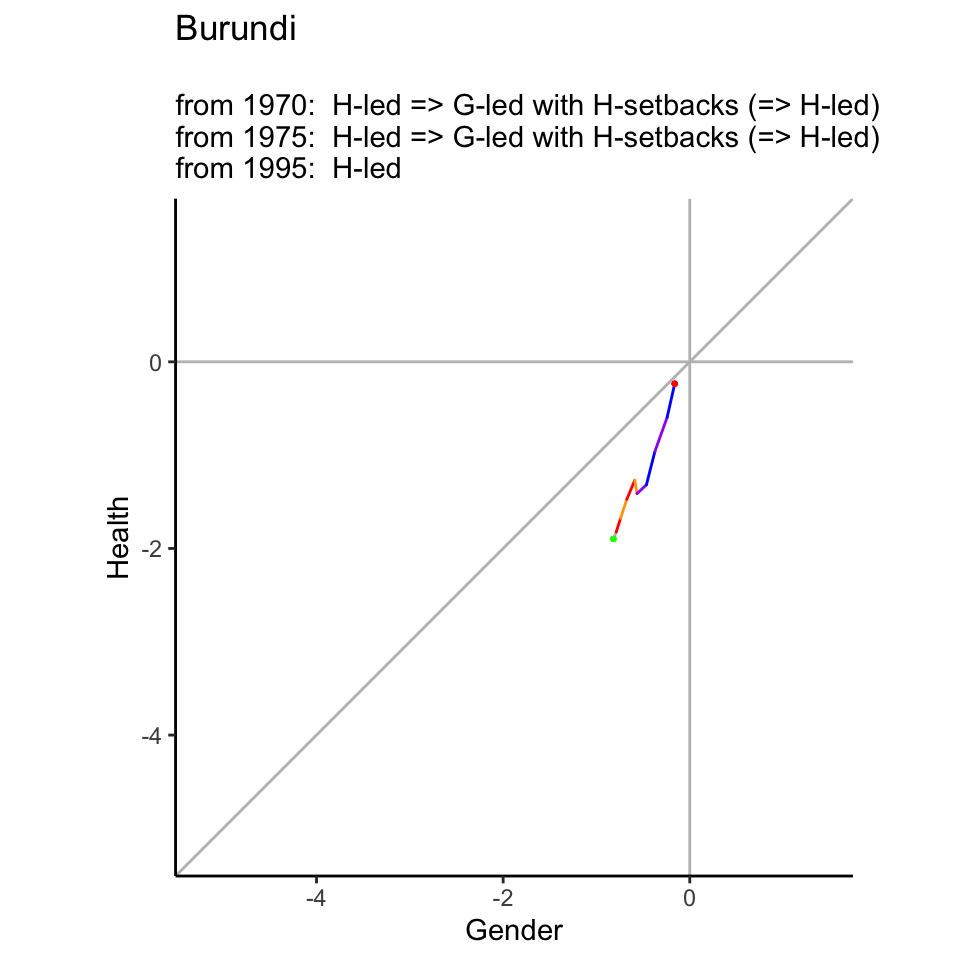 Burundi
from 1970:  H-led => G-led with H-setbacks (=> H-led)
from 1975:  H-led => G-led with H-setbacks (=> H-led)
from 1995:  H-led
0
-2
-4
Health
-4
-2
0
Gender